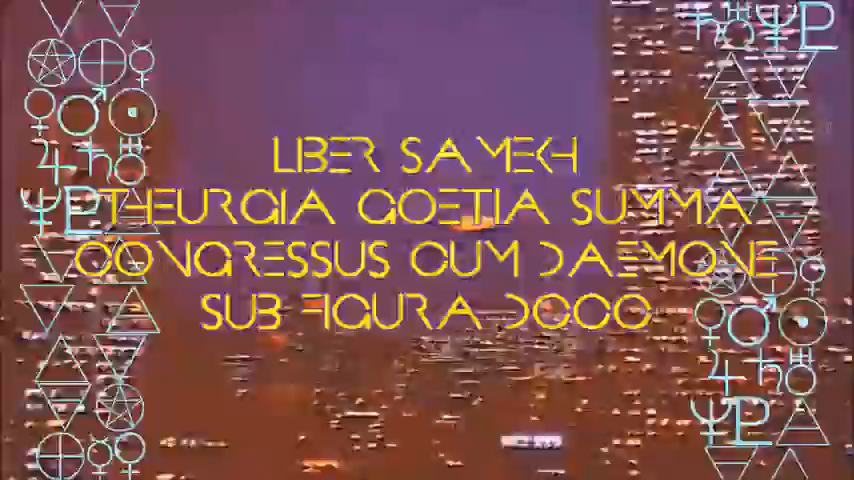 LIBER SAMEKH
THEURGIA GOETIA SUMMA
CONGRESSUS CUM DAEMONE
SUB FIGURA DCCC